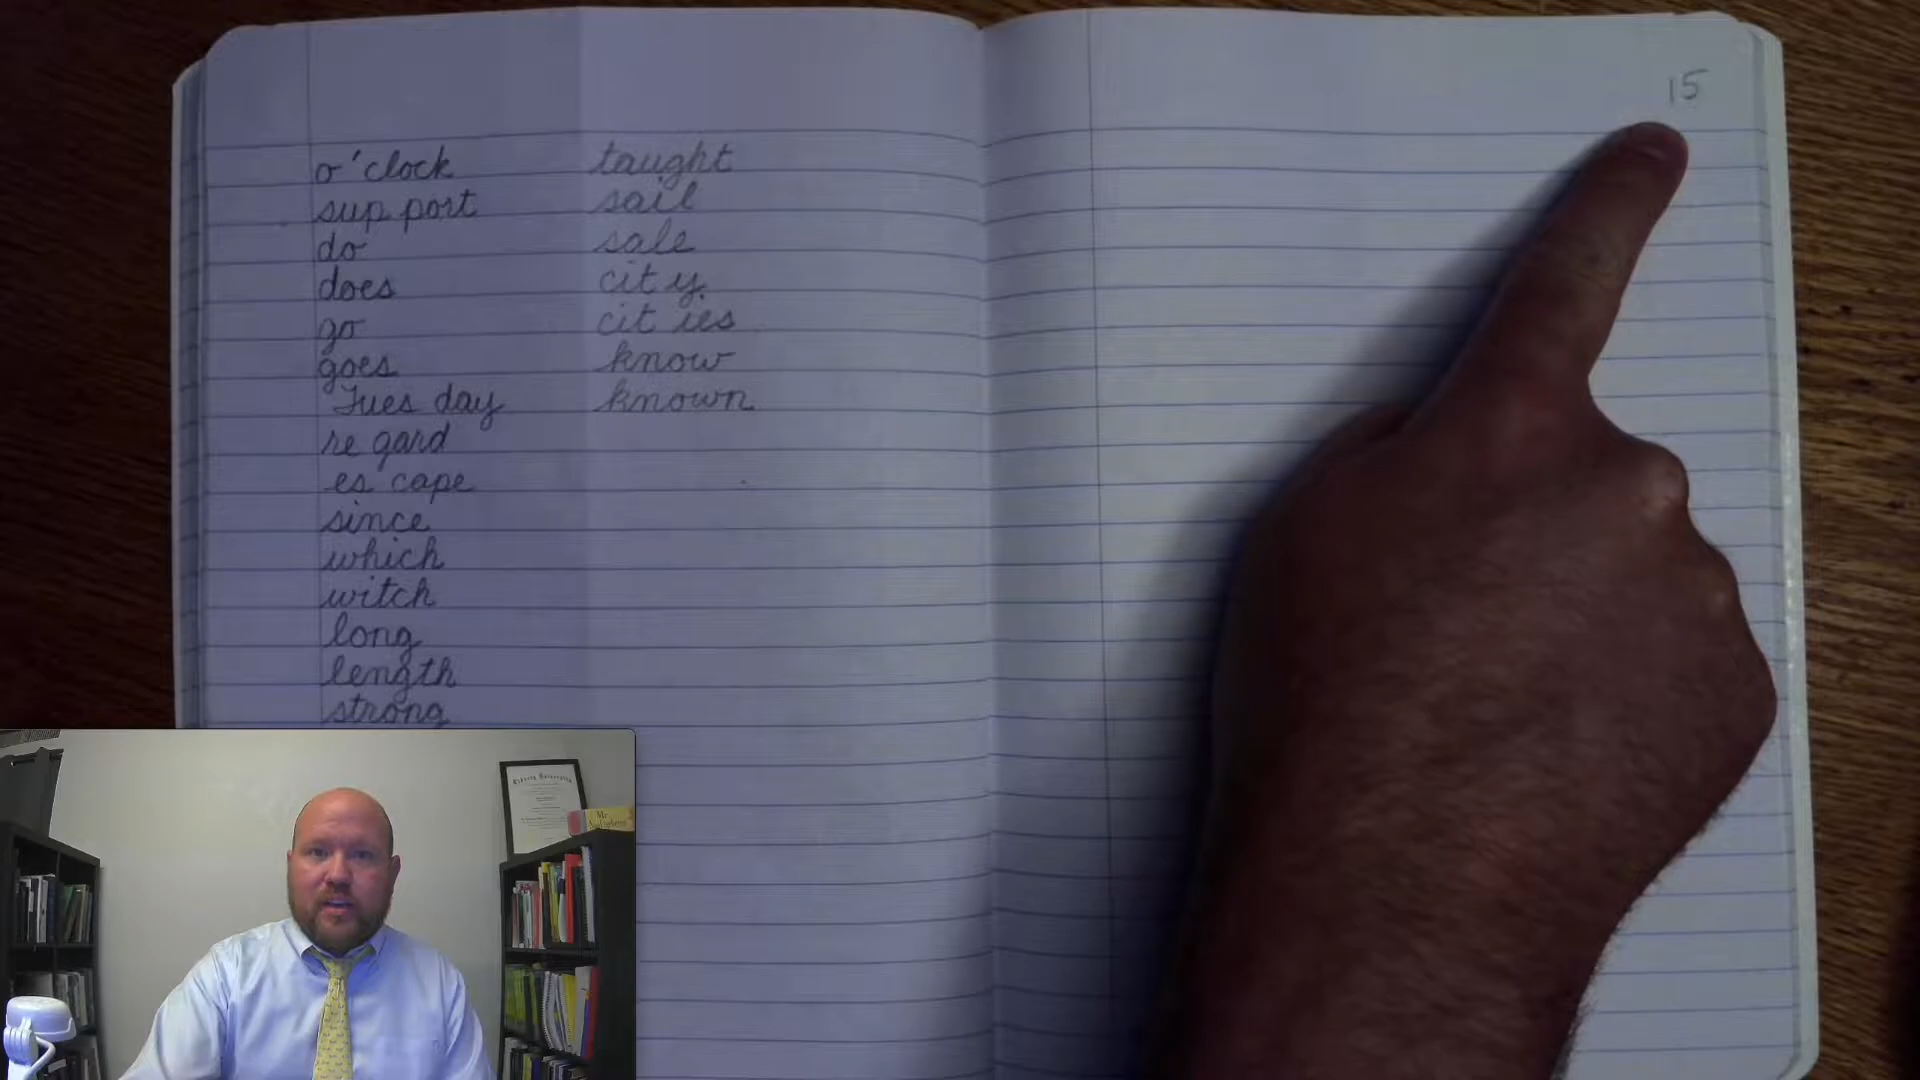 15
o'clock
sup port
do
does
go
goes
Tues day
re gard
es cape
since
which
witch
long
length
strong
taught
sail
sale
cit y
cit ies
know
known